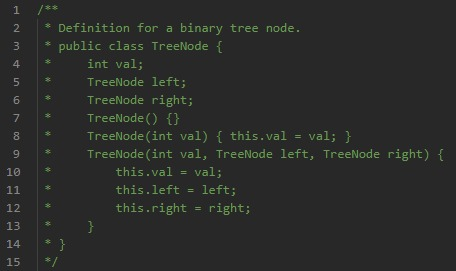 1 /**
2  * Definition for a binary tree node.
3  * public class TreeNode {
4  *     int val;
5  *     TreeNode left;
6  *     TreeNode right;
7  *     TreeNode() {}
8  *     TreeNode(int val) { this.val = val; }
9  *     TreeNode(int val, TreeNode left, TreeNode right) {
10  *         this.val = val;
11  *         this.left = left;
12  *         this.right = right;
13  *     }
14  * }
15  */